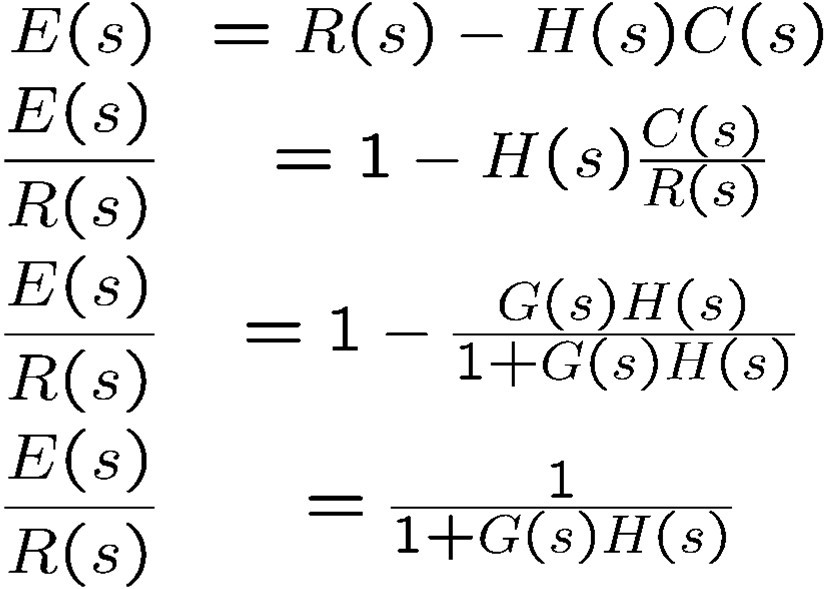 E(s) = R(s) − H(s)C(s)
E(s)/R(s) = 1 − H(s) C(s)/R(s)
E(s)/R(s) = 1 − G(s)H(s)/1+G(s)H(s)
E(s)/R(s) = 1/1+G(s)H(s)